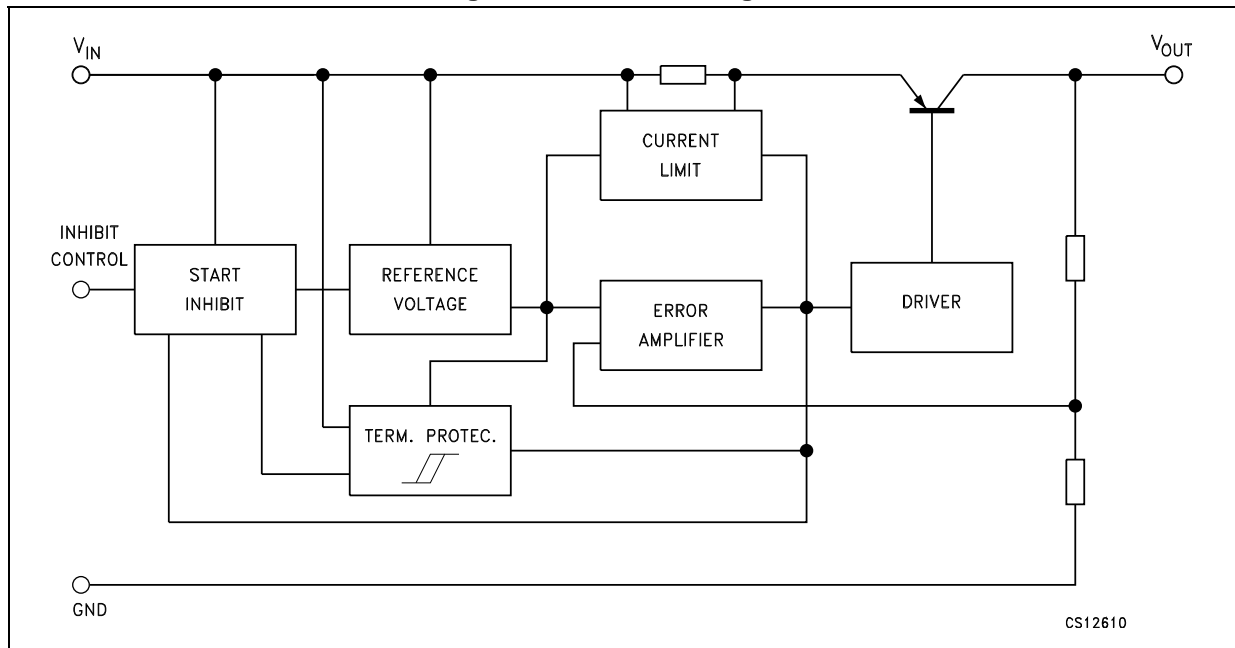 V_IN
V_OUT
CURRENT
LIMIT
INHIBIT
CONTROL
START
INHIBIT
REFERENCE
VOLTAGE
ERROR
AMPLIFIER
DRIVER
TERM. PROTEC.
GND
CS12610